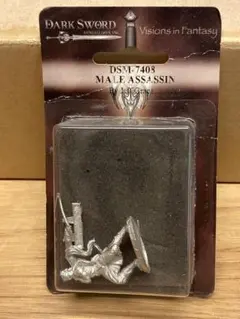 DARK SWORD
Visions in Fantasy
DSM-7408
MALE ASSASSIN